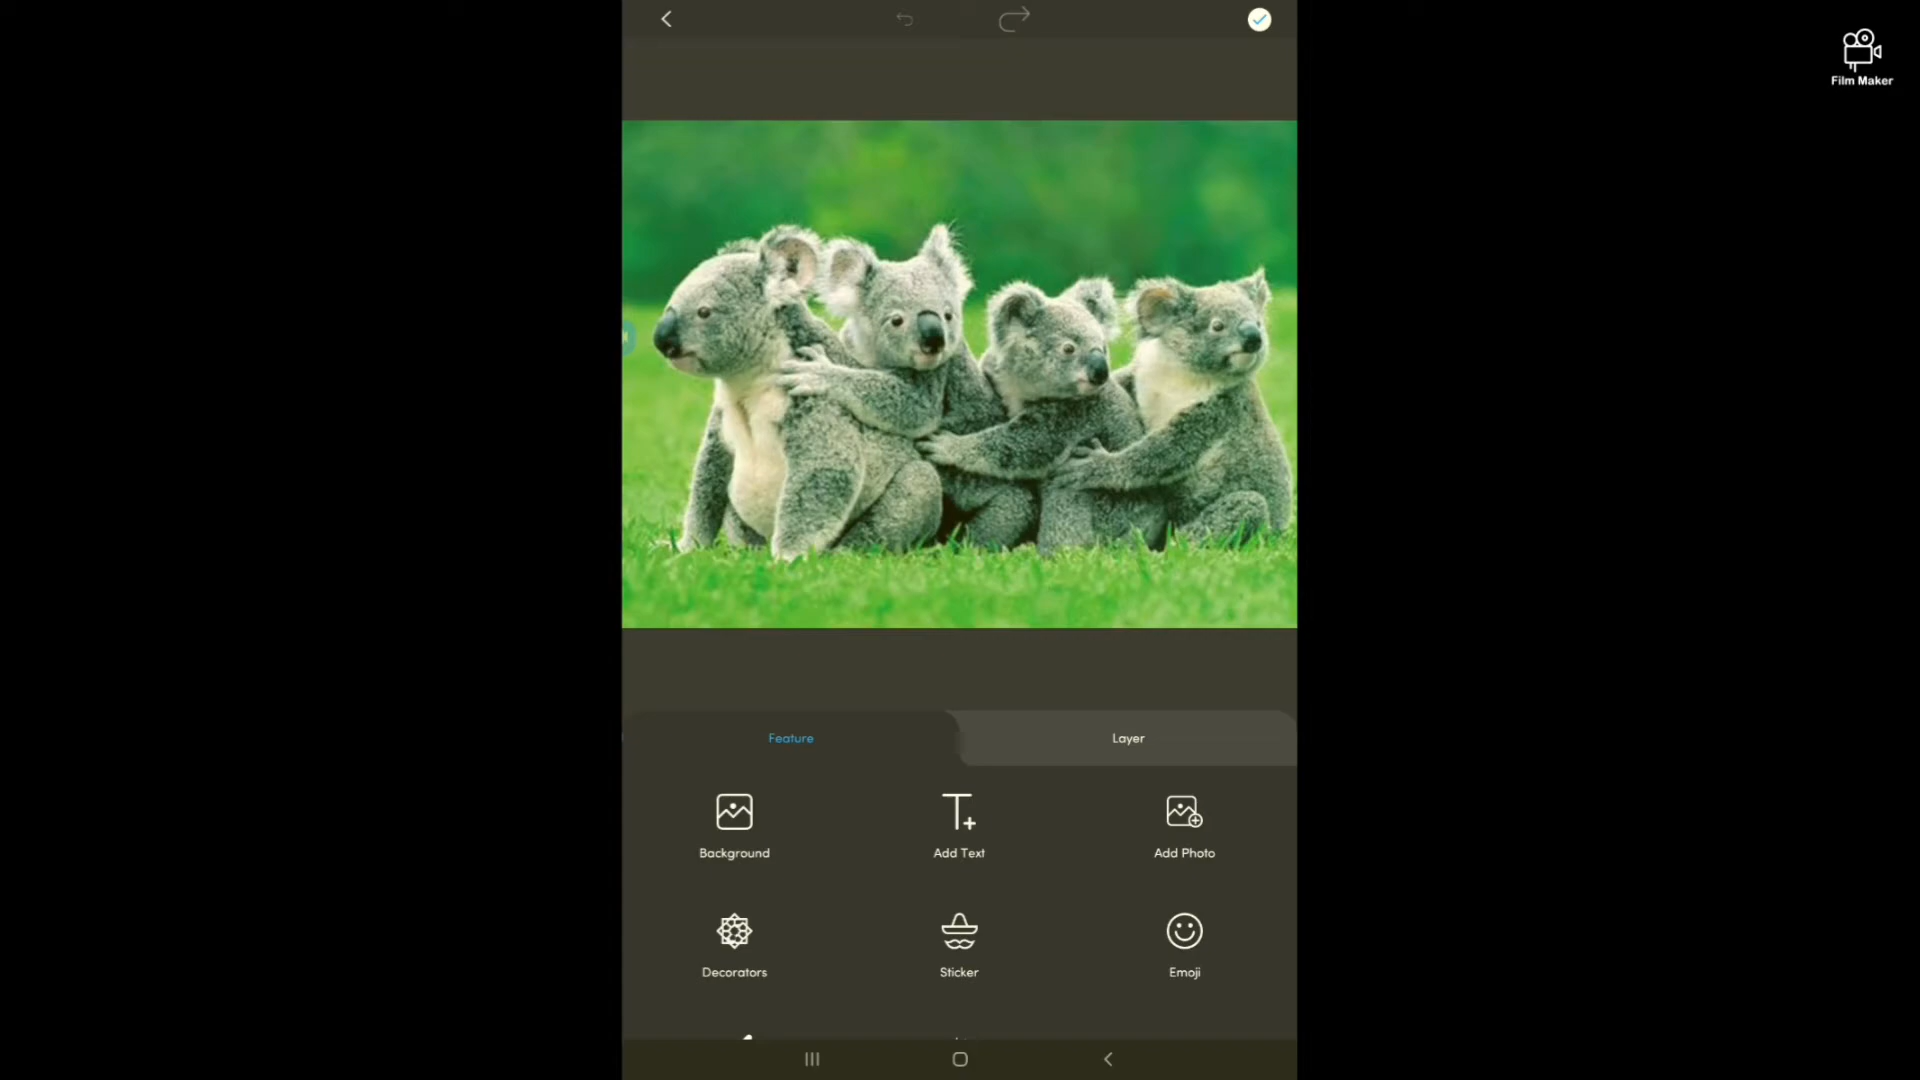 Film Maker
Feature
Layer
Background
Add Text
Add Photo
Decorators
Sticker
Emoji